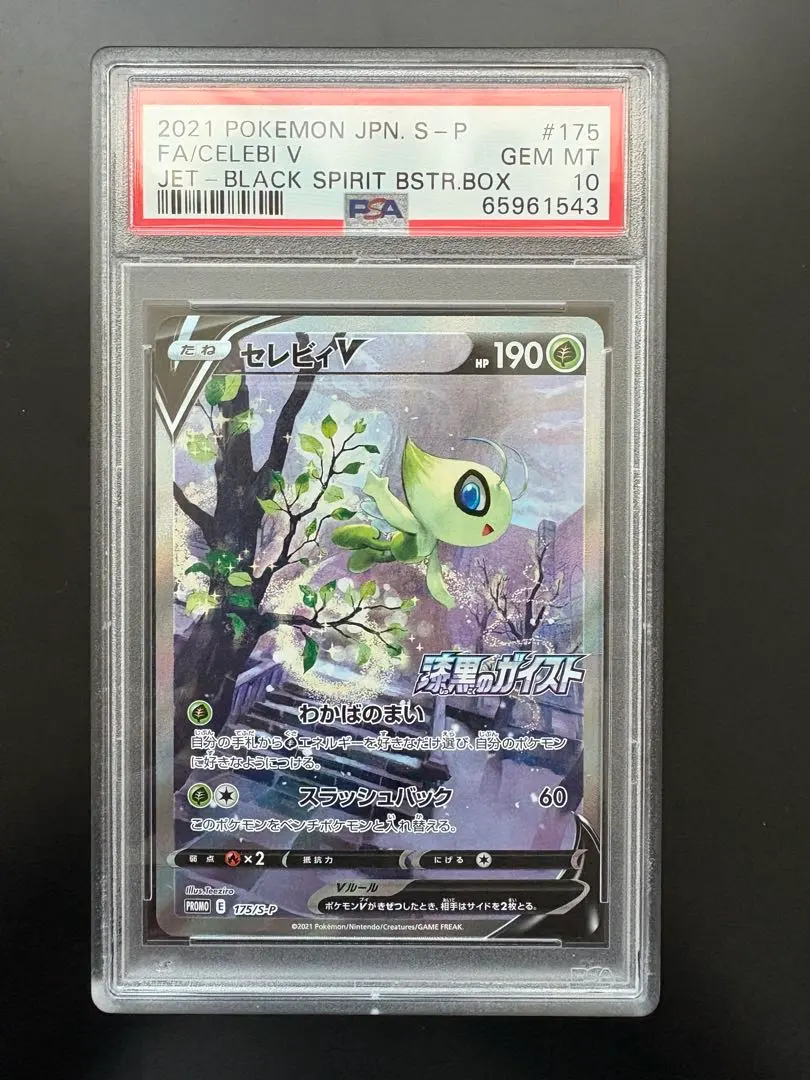 2021 POKEMON JPN. S-P #175
FA/CELEBI V GEM MT
JET-BLACK SPIRIT BSTR.BOX 10
PSA 65961543
たね セレビィV HP 190
漆黒のガイスト
わかばのまい
自分の手札からエネルギーを好きなだけ選び、自分のポケモン
に好きなようにつける。
スラッシュバック 60
このポケモンをベンチポケモンと入れ替える。
弱点 ×2 抵抗力 にげる
Illus.Teeziro
Vルール
PROMO E 175/S-P ポケモンVがきぜつしたとき、相手はサイドを2枚とる。
©2021 Pokémon/Nintendo/Creatures/GAME FREAK.
PSA